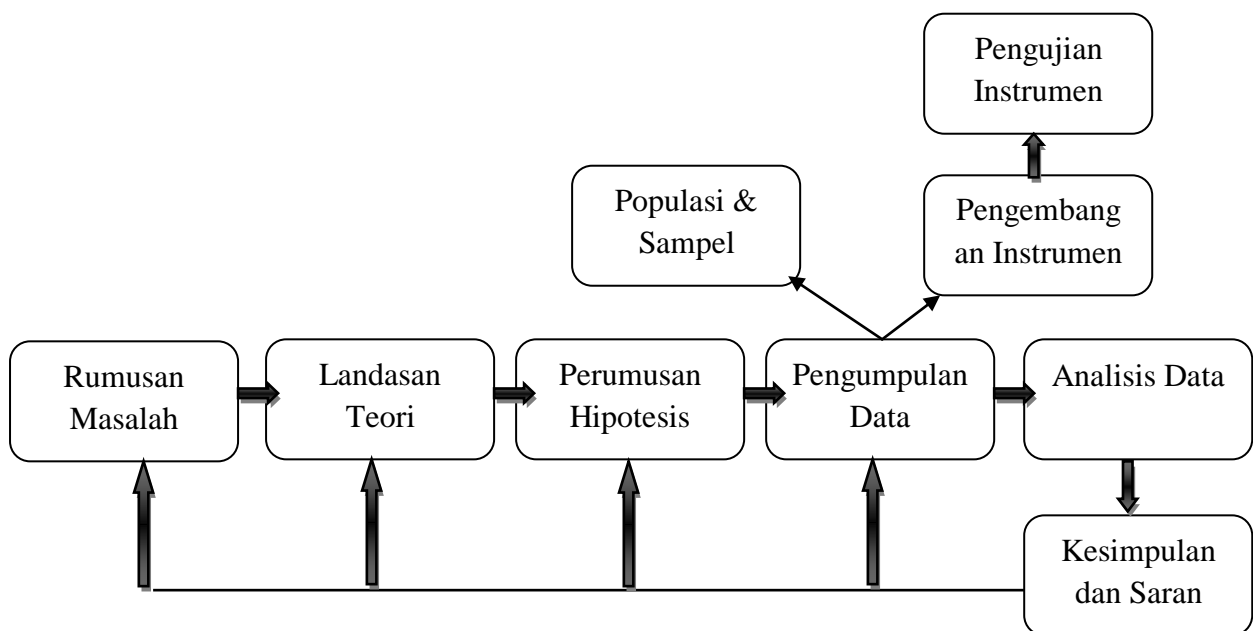 Pengujian
Instrumen
Populasi &
Sampel
Pengembang
an Instrumen
Rumusan
Masalah
Landasan
Teori
Perumusan
Hipotesis
Pengumpulan
Data
Analisis Data
Kesimpulan
dan Saran